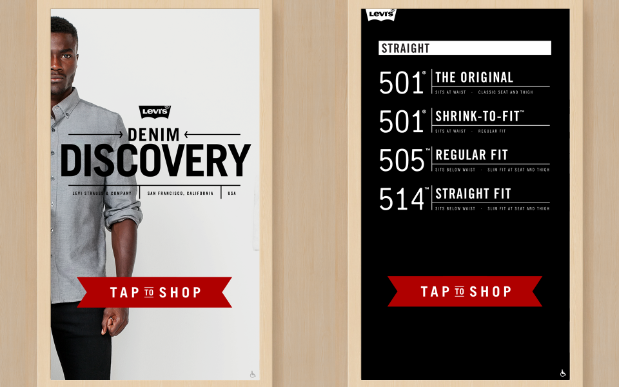 Levi's
DENIM
DISCOVERY
LEVI STRAUSS & COMPANY SAN FRANCISCO, CALIFORNIA USA
TAP TO SHOP
Levi's
STRAIGHT
501® THE ORIGINAL
SITS AT WAIST · CLASSIC SEAT AND THIGH
501® SHRINK-TO-FIT™
SITS AT WAIST · REGULAR FIT
505™ REGULAR FIT
SITS BELOW WAIST · SLIM FIT AT SEAT AND THIGH
514™ STRAIGHT FIT
SITS BELOW WAIST · SLIM FIT AT SEAT AND THIGH
TAP TO SHOP